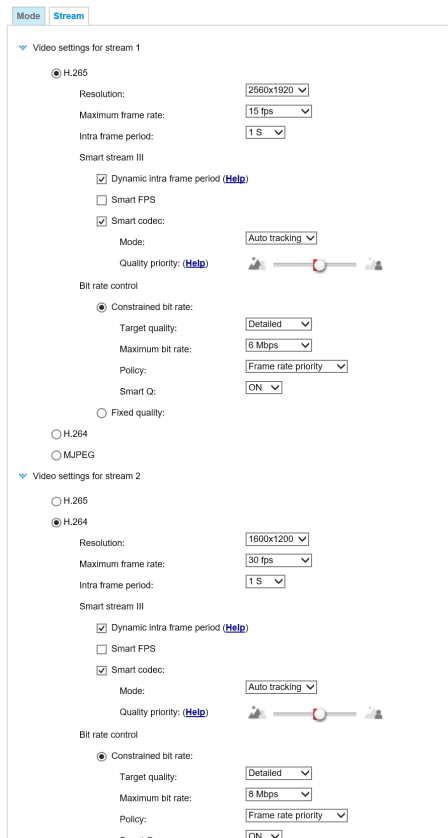 Mode Stream
Video settings for stream 1
H.265
Resolution: 2560x1920
Maximum frame rate: 15 fps
Intra frame period: 1 S
Smart stream III
Dynamic intra frame period (Help)
Smart FPS
Smart codec:
Mode: Auto tracking
Quality priority: (Help)
Bit rate control
Constrained bit rate:
Target quality: Detailed
Maximum bit rate: 6 Mbps
Policy: Frame rate priority
Smart Q: ON
Fixed quality:
H.264
MJPEG
Video settings for stream 2
H.265
H.264
Resolution: 1600x1200
Maximum frame rate: 30 fps
Intra frame period: 1 S
Smart stream III
Dynamic intra frame period (Help)
Smart FPS
Smart codec:
Mode: Auto tracking
Quality priority: (Help)
Bit rate control
Constrained bit rate:
Target quality: Detailed
Maximum bit rate: 8 Mbps
Policy: Frame rate priority
ON